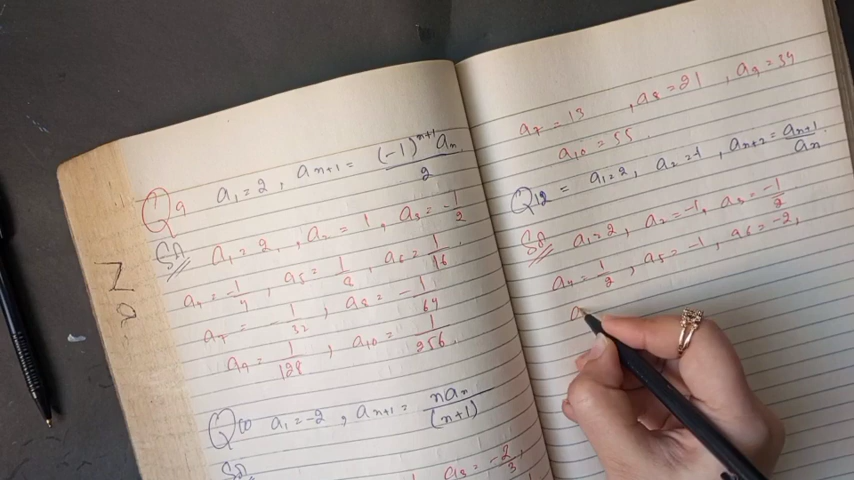 Q9 a₁=2, aₙ₊₁= (-1)ⁿ⁺¹aₙ/2
Sol a₁=2, a₂=1, a₃=-1/2
a₄=-1/4, a₅=1/8, a₆=1/16,
a₇=-1/32, a₈=-1/64
a₉=1/128, a₁₀=1/256.
Q10 a₁=-2, aₙ₊₁=naₙ/(n+1)
Sol a₃=-2/3,
a₇=13, a₈=21, a₉=34
a₁₀=55.
Q12= a₁=2, a₂=-1, aₙ₊₂=aₙ₊₁/aₙ
Sol a₁=2, a₂=-1, a₃=-1/2
a₄=1/2, a₅=-1, a₆=-2,